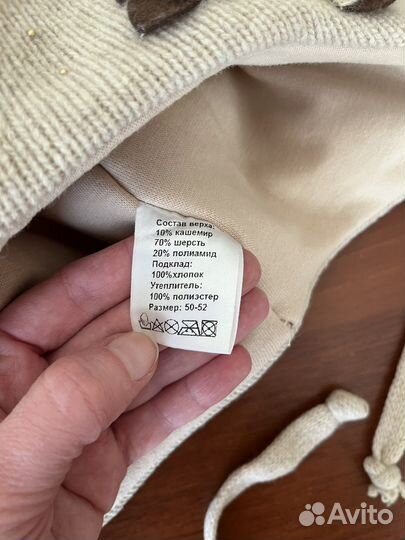 Состав верха:
10% кашемир
70% шерсть
20% полиамид
Подклад:
100%хлопок
Утеплитель:
100% полиэстер
Размер: 50-52
Avito